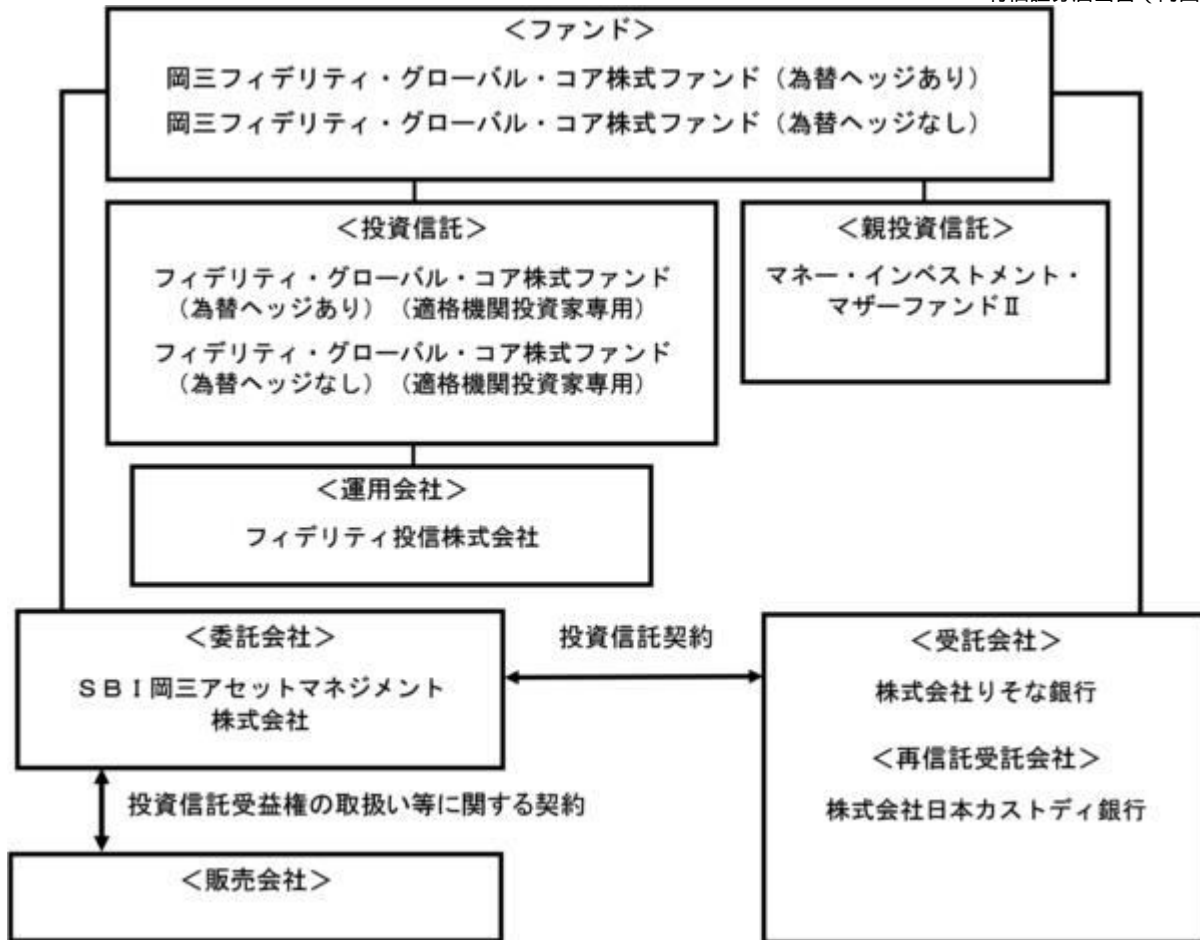 ＜ファンド＞
岡三フィデリティ・グローバル・コア株式ファンド（為替ヘッジあり）
岡三フィデリティ・グローバル・コア株式ファンド（為替ヘッジなし）
＜投資信託＞
フィデリティ・グローバル・コア株式ファンド
（為替ヘッジあり）（適格機関投資家専用）
フィデリティ・グローバル・コア株式ファンド
（為替ヘッジなし）（適格機関投資家専用）
＜親投資信託＞
マネー・インベストメント・
マザーファンドⅡ
＜運用会社＞
フィデリティ投信株式会社
＜委託会社＞
ＳＢＩ岡三アセットマネジメント
株式会社
投資信託契約
＜受託会社＞
株式会社りそな銀行
＜再信託受託会社＞
株式会社日本カストディ銀行
投資信託受益権の取扱い等に関する契約
＜販売会社＞